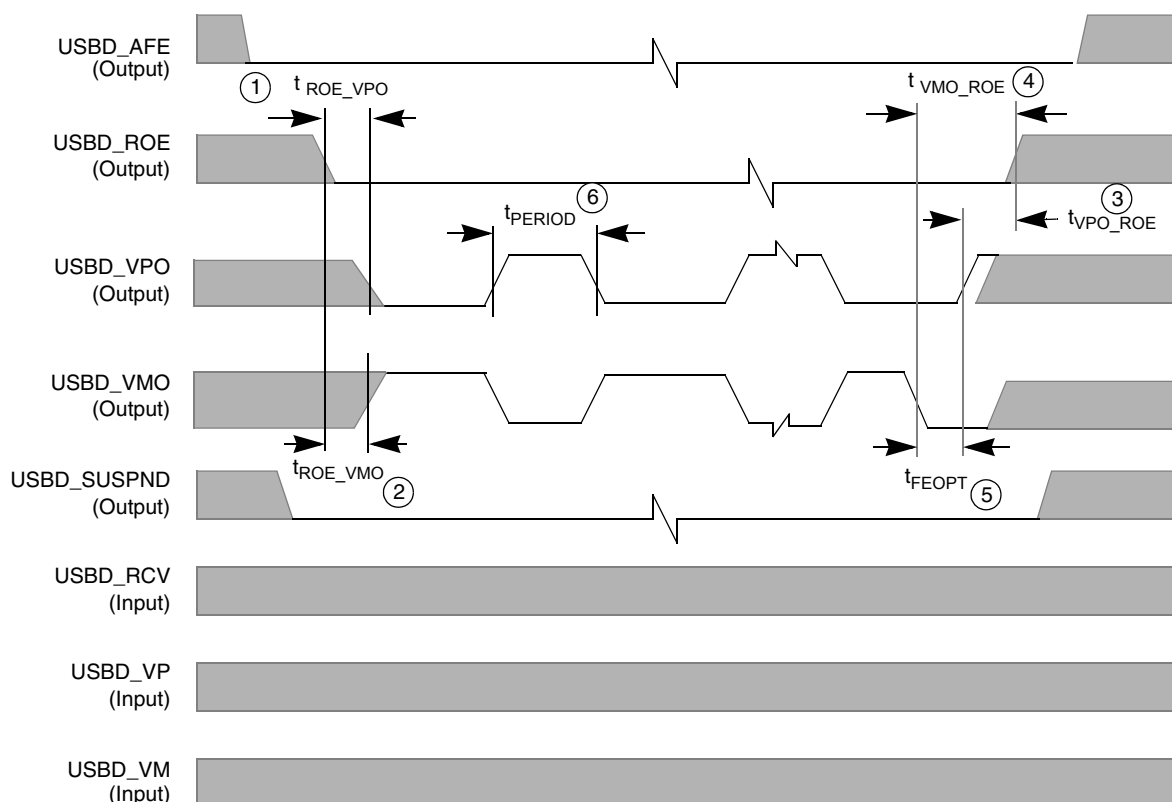 USBD_AFE
(Output)
1
t ROE_VPO
t VMO_ROE
4
USBD_ROE
(Output)
6
tPERIOD
3
tVPO_ROE
USBD_VPO
(Output)
USBD_VMO
(Output)
tROE_VMO
2
tFEOPT
5
USBD_SUSPND
(Output)
USBD_RCV
(Input)
USBD_VP
(Input)
USBD_VM
(Input)